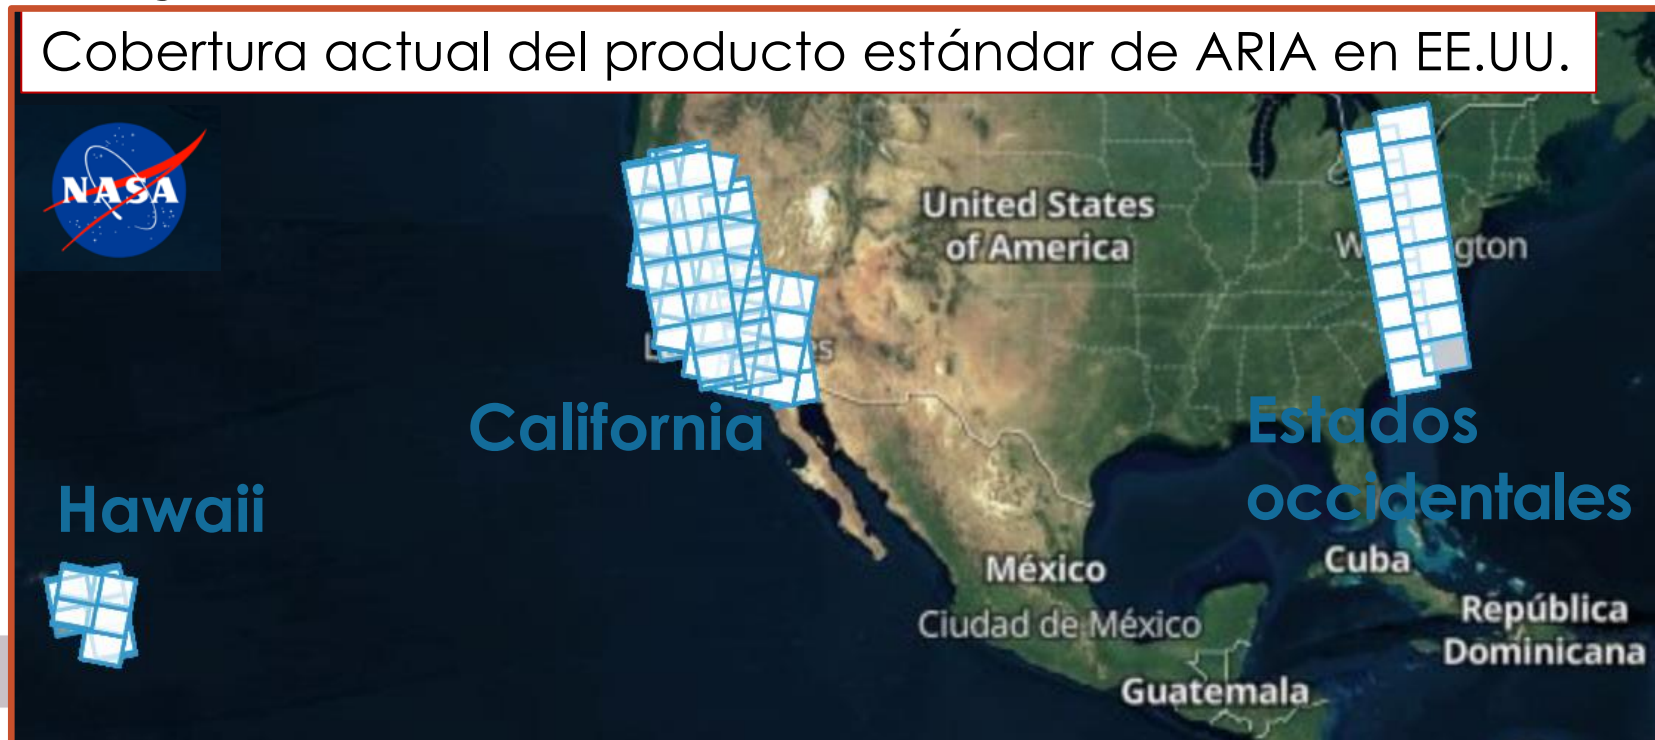 Cobertura actual del producto estándar de ARIA en EE.UU.
NASA
United States
of America
California
Estados
occidentales
Hawaii
México
Ciudad de México
Cuba
República
Dominicana
Guatemala